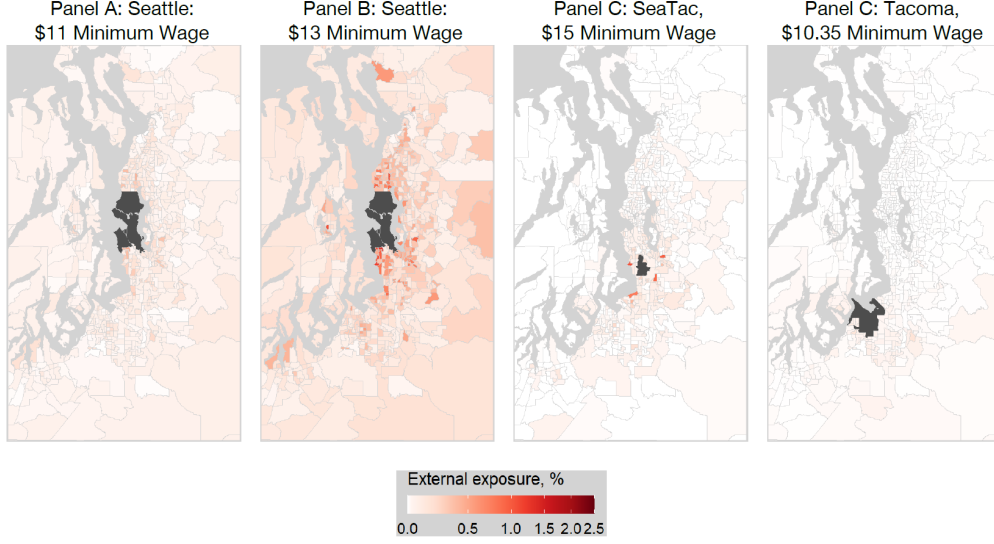 Panel A: Seattle:
$11 Minimum Wage
Panel B: Seattle:
$13 Minimum Wage
Panel C: SeaTac,
$15 Minimum Wage
Panel C: Tacoma,
$10.35 Minimum Wage
External exposure, %
0.0 0.5 1.0 1.5 2.0 2.5